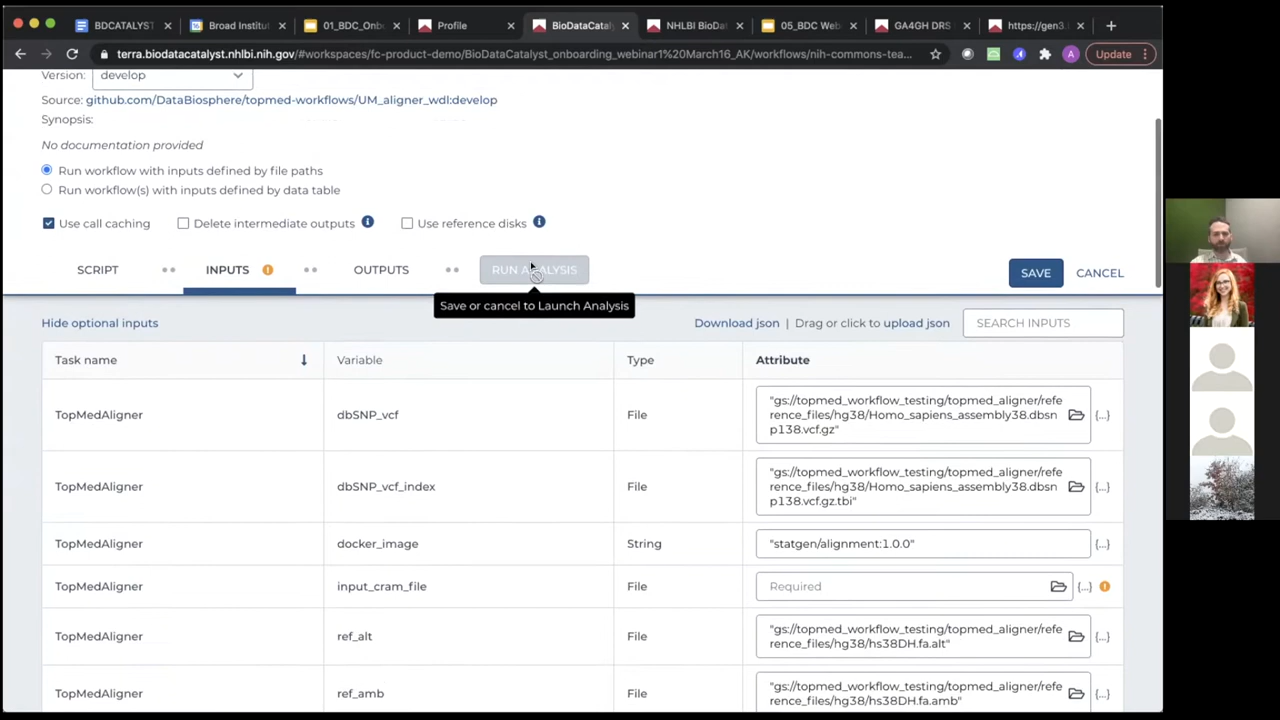 BDCATALYST
Broad Institu
01_BDC_Onb
Profile
BioDataCatal
NHLBI BioDat
05_BDC Web
GA4GH DRS
https://gen3.
terra.biodatacatalyst.nhlbi.nih.gov/#workspaces/fc-product-demo/BioDataCatalyst_onboarding_webinar1%20March16_AK/workflows/nih-commons-tea...
A
Update
Version: develop
Source: github.com/DataBiosphere/topmed-workflows/UM_aligner_wdl:develop
Synopsis:
No documentation provided
Run workflow with inputs defined by file paths
Run workflow(s) with inputs defined by data table
Use call caching
Delete intermediate outputs
Use reference disks
SCRIPT
INPUTS
OUTPUTS
RUN ANALYSIS
SAVE
CANCEL
Save or cancel to Launch Analysis
Hide optional inputs
Download json | Drag or click to upload json
SEARCH INPUTS
Task name Variable Type Attribute
TopMedAligner dbSNP_vcf File
"gs://topmed_workflow_testing/topmed_aligner/refe
rence_files/hg38/Homo_sapiens_assembly38.dbsn
p138.vcf.gz"
{...}
TopMedAligner dbSNP_vcf_index File
"gs://topmed_workflow_testing/topmed_aligner/refe
rence_files/hg38/Homo_sapiens_assembly38.dbsn
p138.vcf.gz.tbi"
{...}
TopMedAligner docker_image String "statgen/alignment:1.0.0" {...}
TopMedAligner input_cram_file File Required {...}
TopMedAligner ref_alt File
"gs://topmed_workflow_testing/topmed_aligner/refe
rence_files/hg38/hs38DH.fa.alt"
{...}
TopMedAligner ref_amb File
"gs://topmed_workflow_testing/topmed_aligner/refe
rence_files/hg38/hs38DH.fa.amb"
{...}